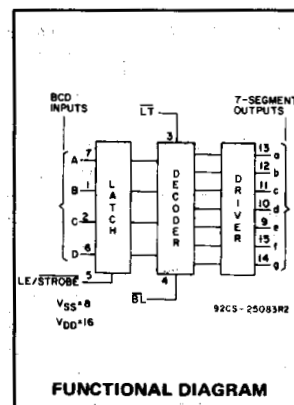 BCD INPUTS
7-SEGMENT OUTPUTS
LT
3
7
A
1
B
2
C
6
D
5
LE/STROBE
LATCH
DECODER
DRIVER
13
a
12
b
11
c
10
d
9
e
15
f
14
g
4
BL
VSS=8
VDD=16
92CS-25083R2
FUNCTIONAL DIAGRAM